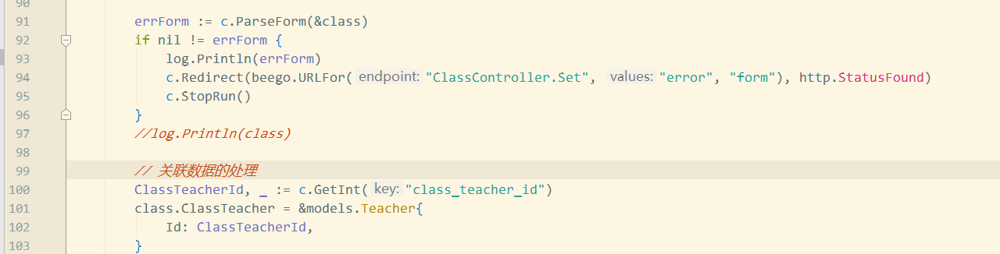 90
91 errForm := c.ParseForm(&class)
92 if nil != errForm {
93 log.Println(errForm)
94 c.Redirect(beego.URLFor( endpoint: "ClassController.Set", values: "error", "form"), http.StatusFound)
95 c.StopRun()
96 }
97 //log.Println(class)
98
99 // 关联数据的处理
100 ClassTeacherId, _ := c.GetInt( key: "class_teacher_id")
101 class.ClassTeacher = &models.Teacher{
102 Id: ClassTeacherId,
103 }